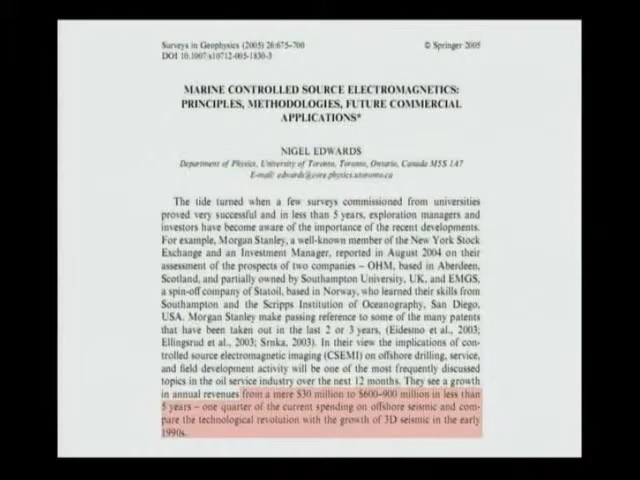 Surveys in Geophysics (2005) 26:675–700 © Springer 2005
DOI 10.1007/s10712-005-1830-3
MARINE CONTROLLED SOURCE ELECTROMAGNETICS:
PRINCIPLES, METHODOLOGIES, FUTURE COMMERCIAL
APPLICATIONS*
NIGEL EDWARDS
Department of Physics, University of Toronto, Toronto, Ontario, Canada M5S 1A7
E-mail: edwards@core.physics.utoronto.ca
The tide turned when a few surveys commissioned from universities
proved very successful and in less than 5 years, exploration managers and
investors have become aware of the importance of the recent developments.
For example, Morgan Stanley, a well-known member of the New York Stock
Exchange and an Investment Manager, reported in August 2004 on their
assessment of the prospects of two companies – OHM, based in Aberdeen,
Scotland, and partially owned by Southampton University, UK, and EMGS,
a spin-off company of Statoil, based in Norway, who learned their skills from
Southampton and the Scripps Institution of Oceanography, San Diego,
USA. Morgan Stanley make passing reference to some of the many patents
that have been taken out in the last 2 or 3 years, (Eidesmo et al., 2003;
Ellingsrud et al., 2003; Srnka, 2003). In their view the implications of con-
trolled source electromagnetic imaging (CSEMI) on offshore drilling, service,
and field development activity will be one of the most frequently discussed
topics in the oil service industry over the next 12 months. They see a growth
in annual revenues from a mere $30 million to $600–900 million in less than
5 years – one quarter of the current spending on offshore seismic and com-
pare the technological revolution with the growth of 3D seismic in the early
1990s.